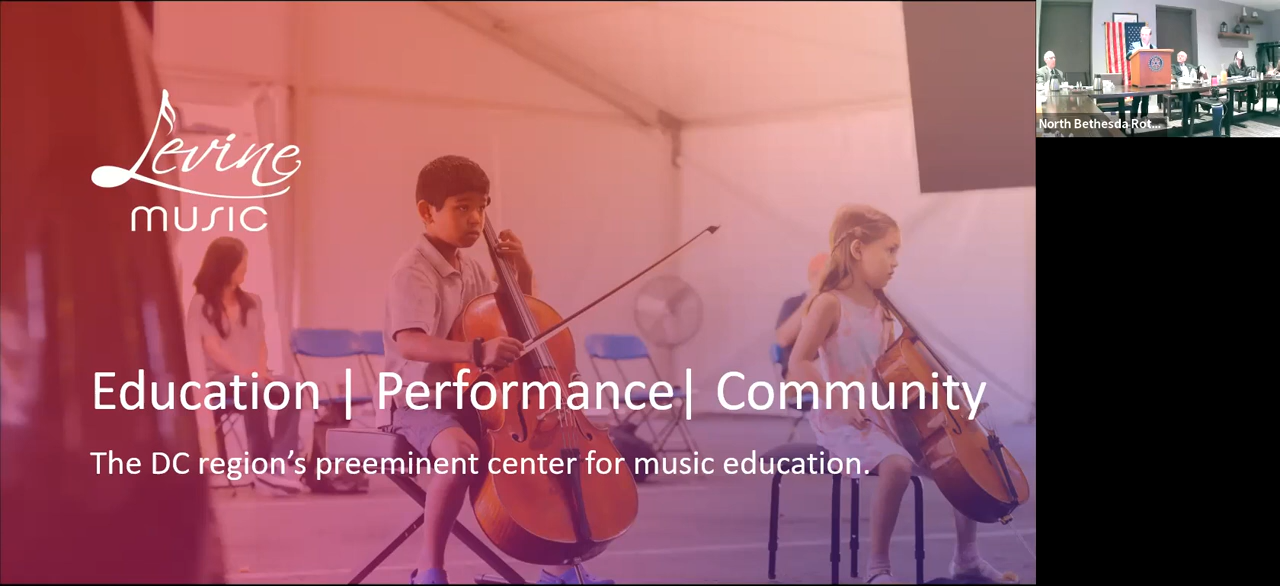 Levine
music
Education | Performance| Community
The DC region's preeminent center for music education.
North Bethesda Rot...